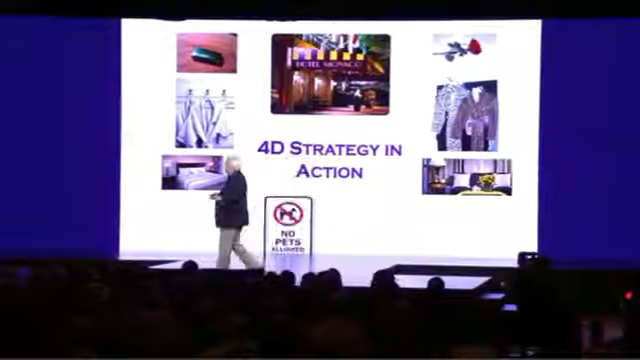 HOTEL MONACO
4D STRATEGY IN
ACTION
NO
PETS
ALLOWED